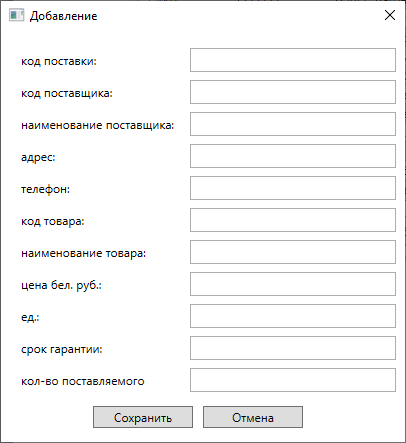 Добавление
код поставки:
код поставщика:
наименование поставщика:
адрес:
телефон:
код товара:
наименование товара:
цена бел. руб.:
ед.:
срок гарантии:
кол-во поставляемого
Сохранить
Отмена